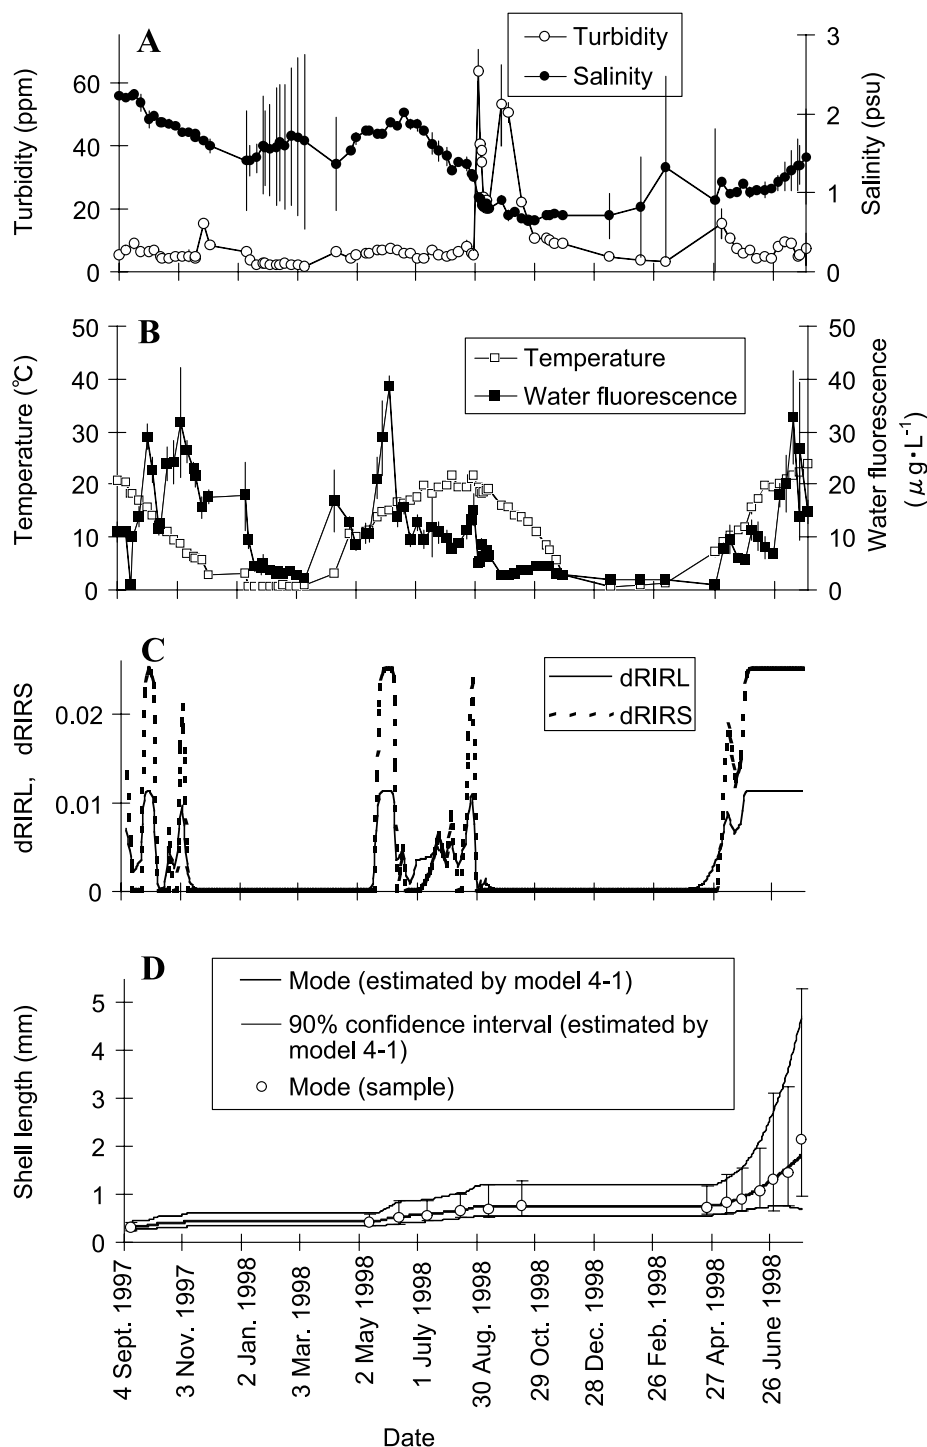 A
Turbidity
Salinity
Turbidity (ppm)
60
40
20
0
3
2
1
0
Salinity (psu)
B
Temperature
Water fluorescence
Temperature (℃)
50
40
30
20
10
0
50
40
30
20
10
0
Water fluorescence
(μg・L⁻¹)
C
dRIRL
dRIRS
dRIRL, dRIRS
0.02
0.01
0
D
Mode (estimated by model 4-1)
90% confidence interval (estimated by
model 4-1)
Mode (sample)
Shell length (mm)
5
4
3
2
1
0
4 Sept. 1997
3 Nov. 1997
2 Jan. 1998
3 Mar. 1998
2 May 1998
1 July 1998
30 Aug. 1998
29 Oct. 1998
28 Dec. 1998
26 Feb. 1998
27 Apr. 1998
26 June 1998
Date